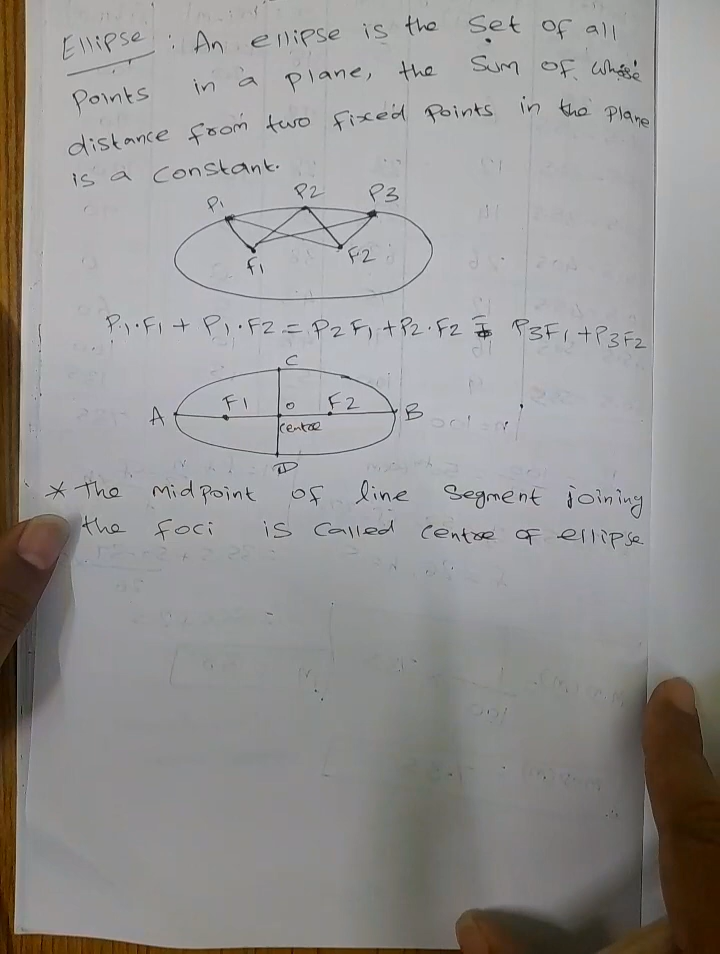 Ellipse : An ellipse is the set of all
points in a plane, the sum of whose
distance from two fixed points in the plane
is a constant.
P1 P2 P3
F1 F2
P1.F1 + P1.F2 = P2F1 + P2.F2 = P3F1 + P3F2
C
A F1 O F2 B
centre
D
* The midpoint of line segment joining
the foci is called centre of ellipse